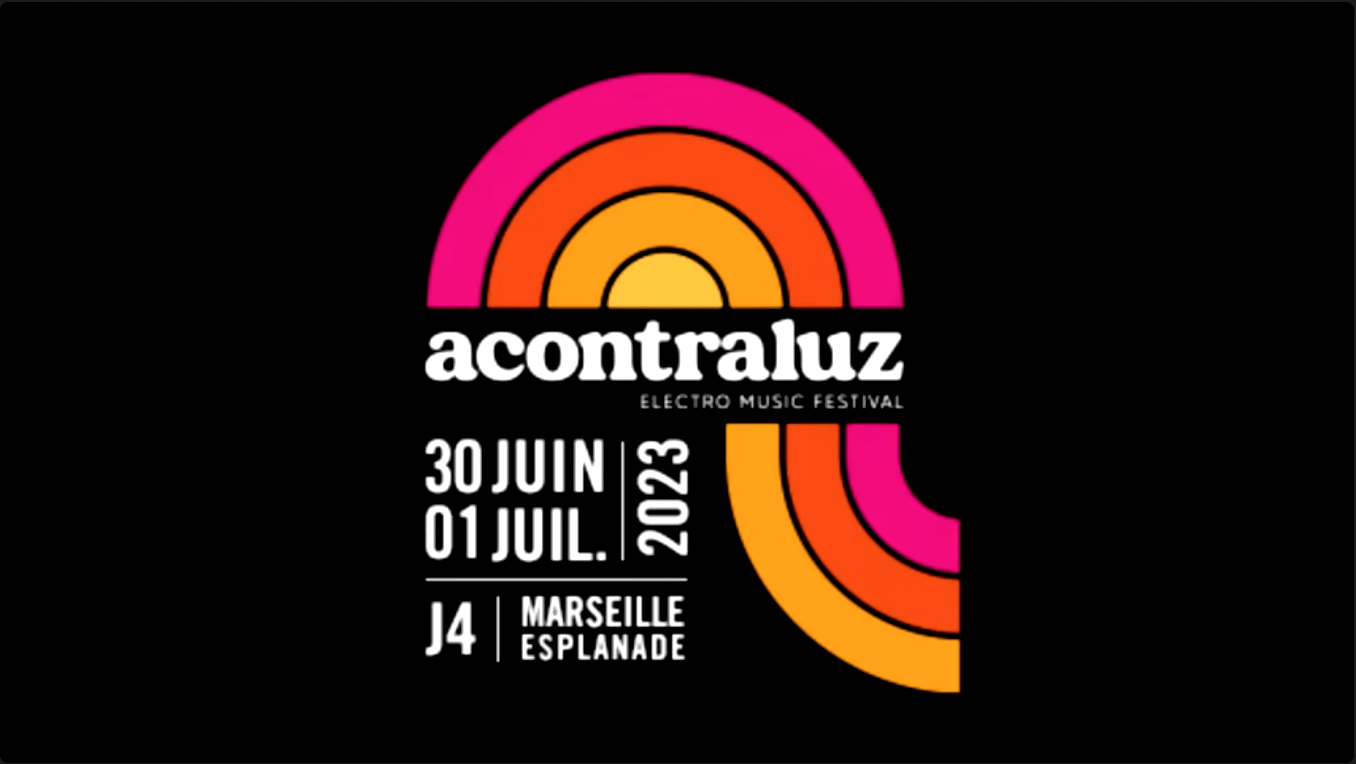 acontraluz
ELECTRO MUSIC FESTIVAL
30 JUIN
01 JUIL.
2023
J4
MARSEILLE
ESPLANADE